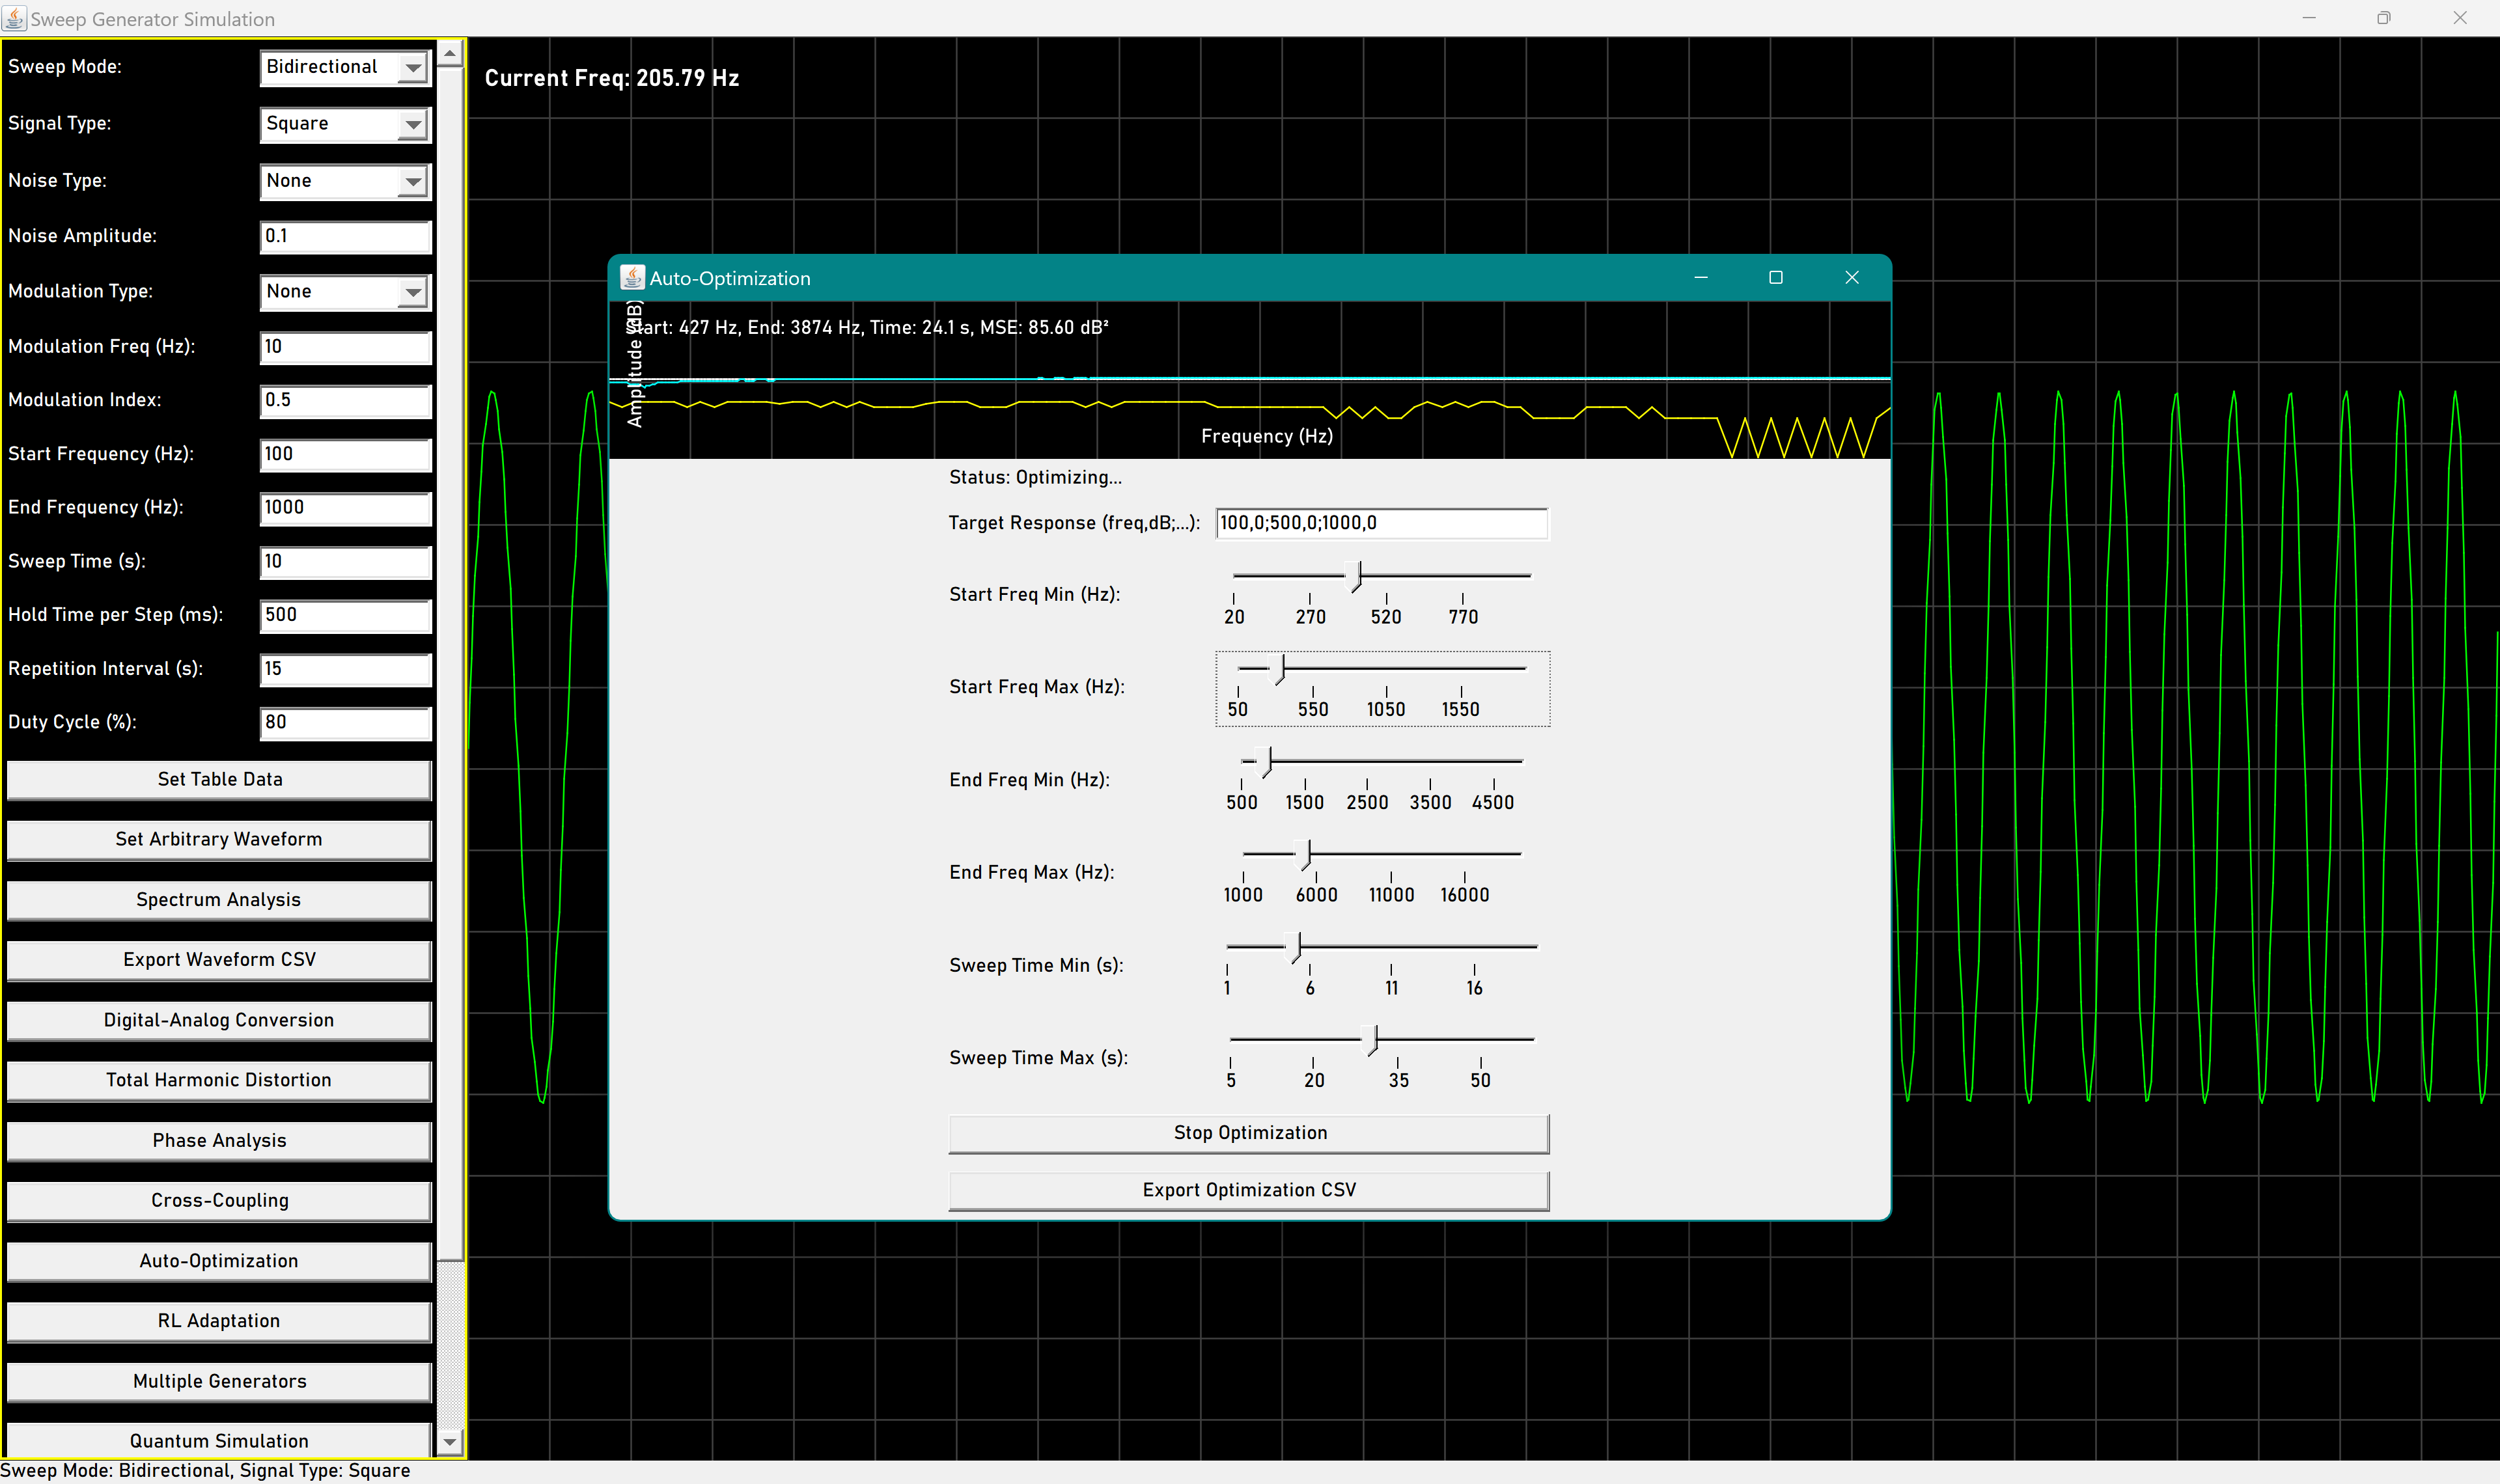 Sweep Generator Simulation
Sweep Mode: Bidirectional
Signal Type: Square
Noise Type: None
Noise Amplitude: 0.1
Modulation Type: None
Modulation Freq (Hz): 10
Modulation Index: 0.5
Start Frequency (Hz): 100
End Frequency (Hz): 1000
Sweep Time (s): 10
Hold Time per Step (ms): 500
Repetition Interval (s): 15
Duty Cycle (%): 80
Set Table Data
Set Arbitrary Waveform
Spectrum Analysis
Export Waveform CSV
Digital-Analog Conversion
Total Harmonic Distortion
Phase Analysis
Cross-Coupling
Auto-Optimization
RL Adaptation
Multiple Generators
Quantum Simulation
Sweep Mode: Bidirectional, Signal Type: Square
Current Freq: 205.79 Hz
Auto-Optimization
Start: 427 Hz, End: 3874 Hz, Time: 24.1 s, MSE: 85.60 dB²
Amplitude (dB)
Frequency (Hz)
Status: Optimizing...
Target Response (freq,dB;...): 100,0;500,0;1000,0
Start Freq Min (Hz):
20 270 520 770
Start Freq Max (Hz):
50 550 1050 1550
End Freq Min (Hz):
500 1500 2500 3500 4500
End Freq Max (Hz):
1000 6000 11000 16000
Sweep Time Min (s):
1 6 11 16
Sweep Time Max (s):
5 20 35 50
Stop Optimization
Export Optimization CSV